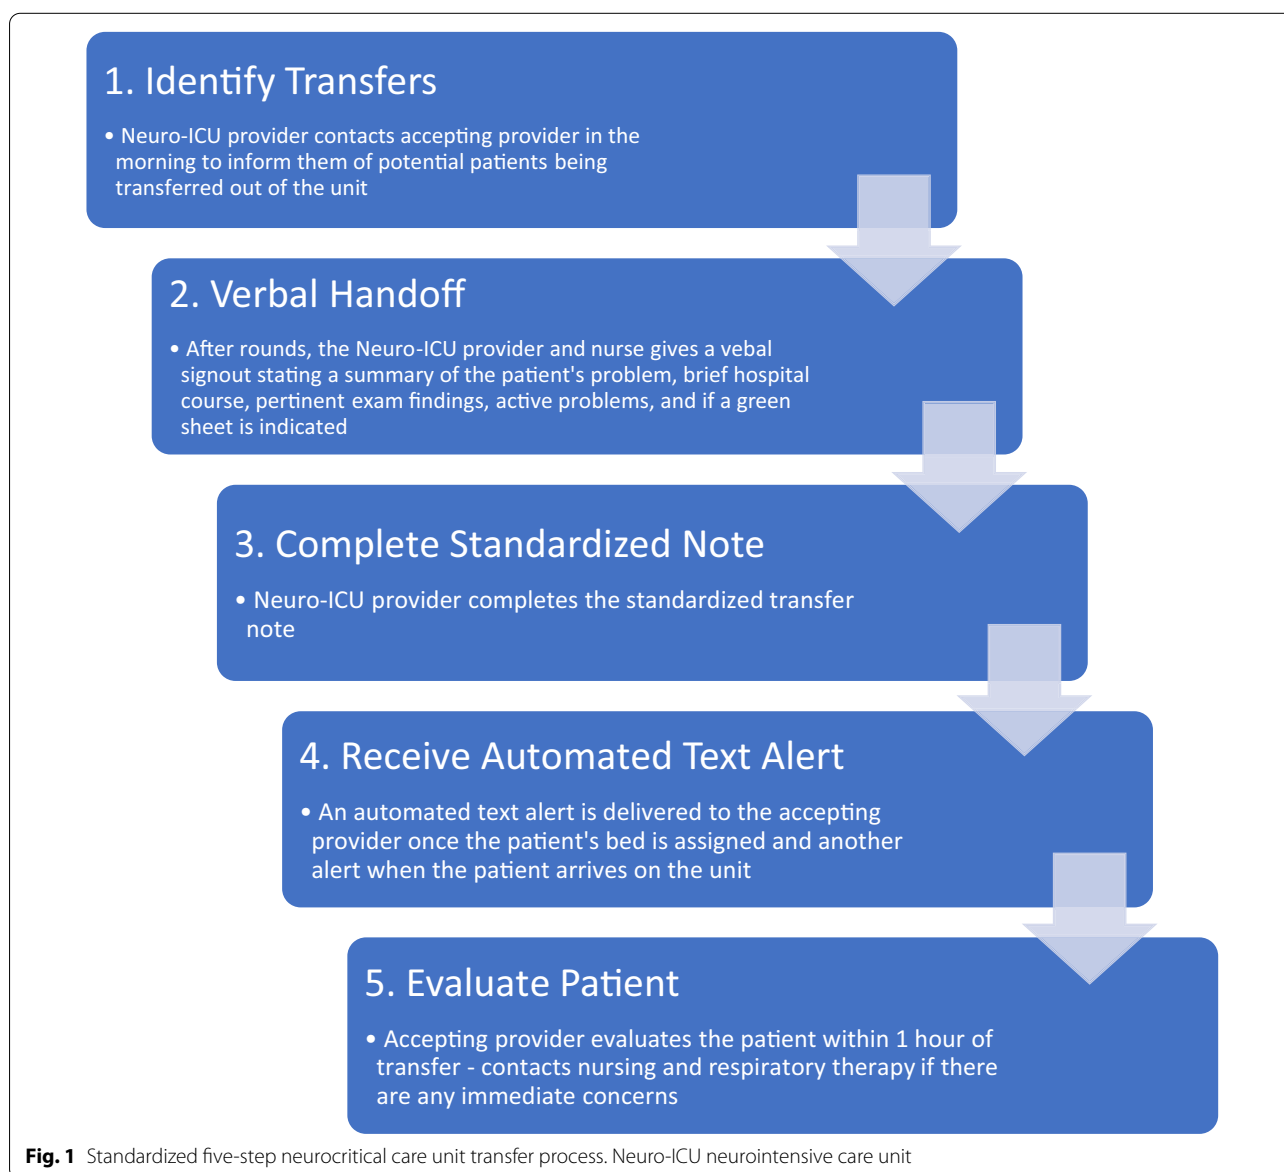 1. Identify Transfers
• Neuro-ICU provider contacts accepting provider in the
morning to inform them of potential patients being
transferred out of the unit
2. Verbal Handoff
• After rounds, the Neuro-ICU provider and nurse gives a vebal
signout stating a summary of the patient's problem, brief hospital
course, pertinent exam findings, active problems, and if a green
sheet is indicated
3. Complete Standardized Note
• Neuro-ICU provider completes the standardized transfer
note
4. Receive Automated Text Alert
• An automated text alert is delivered to the accepting
provider once the patient's bed is assigned and another
alert when the patient arrives on the unit
5. Evaluate Patient
• Accepting provider evaluates the patient within 1 hour of
transfer - contacts nursing and respiratory therapy if there
are any immediate concerns
Fig. 1 Standardized five-step neurocritical care unit transfer process. Neuro-ICU neurointensive care unit